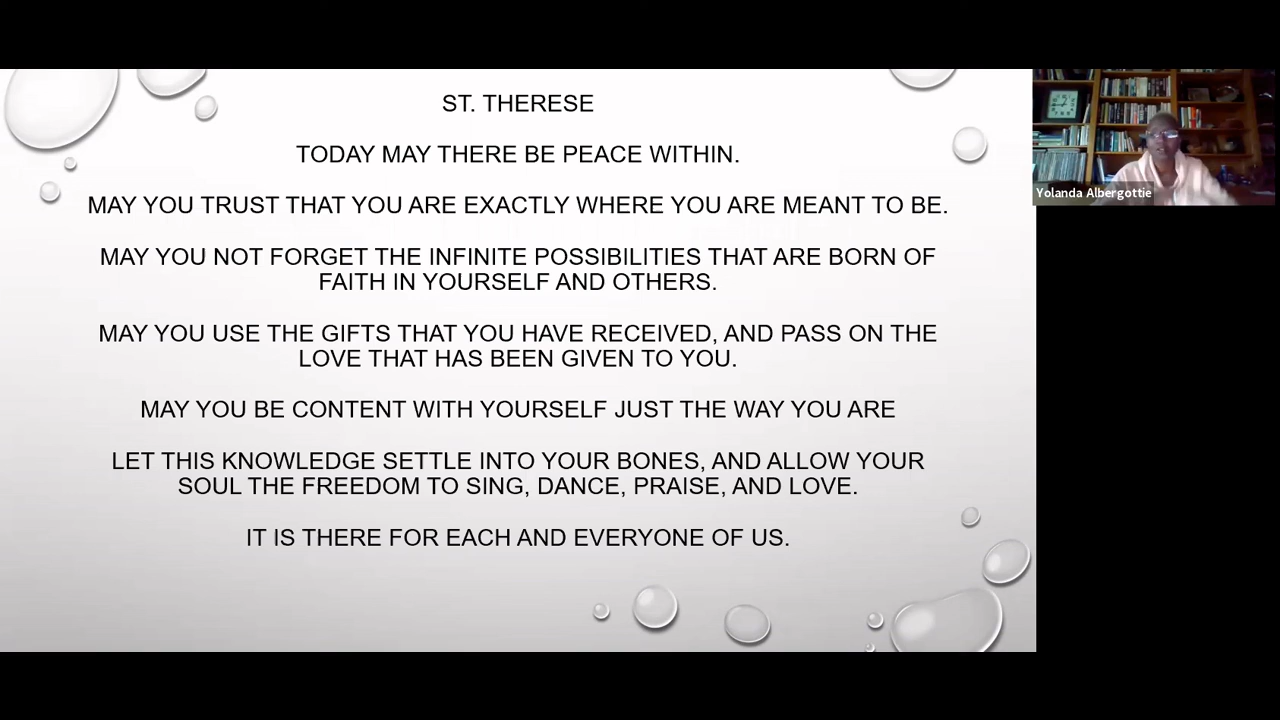 ST. THERESE
TODAY MAY THERE BE PEACE WITHIN.
MAY YOU TRUST THAT YOU ARE EXACTLY WHERE YOU ARE MEANT TO BE.
MAY YOU NOT FORGET THE INFINITE POSSIBILITIES THAT ARE BORN OF
FAITH IN YOURSELF AND OTHERS.
MAY YOU USE THE GIFTS THAT YOU HAVE RECEIVED, AND PASS ON THE
LOVE THAT HAS BEEN GIVEN TO YOU.
MAY YOU BE CONTENT WITH YOURSELF JUST THE WAY YOU ARE
LET THIS KNOWLEDGE SETTLE INTO YOUR BONES, AND ALLOW YOUR
SOUL THE FREEDOM TO SING, DANCE, PRAISE, AND LOVE.
IT IS THERE FOR EACH AND EVERYONE OF US.
Yolanda Albergottie